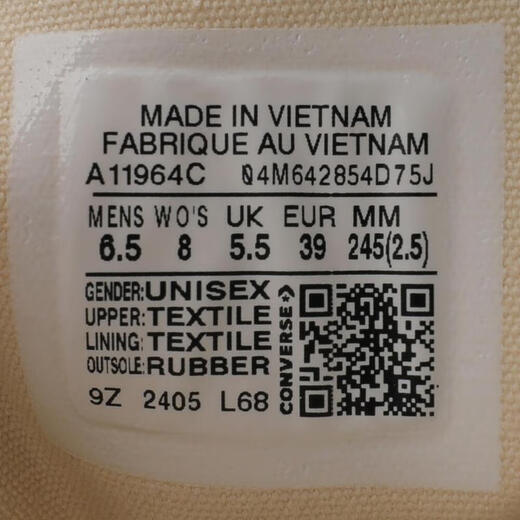 MADE IN VIETNAM
FABRIQUE AU VIETNAM
A11964C 04M642854D75J
MENS WO'S UK EUR MM
6.5 8 5.5 39 245(2.5)
GENDER: UNISEX
UPPER: TEXTILE
LINING: TEXTILE
OUTSOLE: RUBBER
9Z 2405 L68
CONVERSE